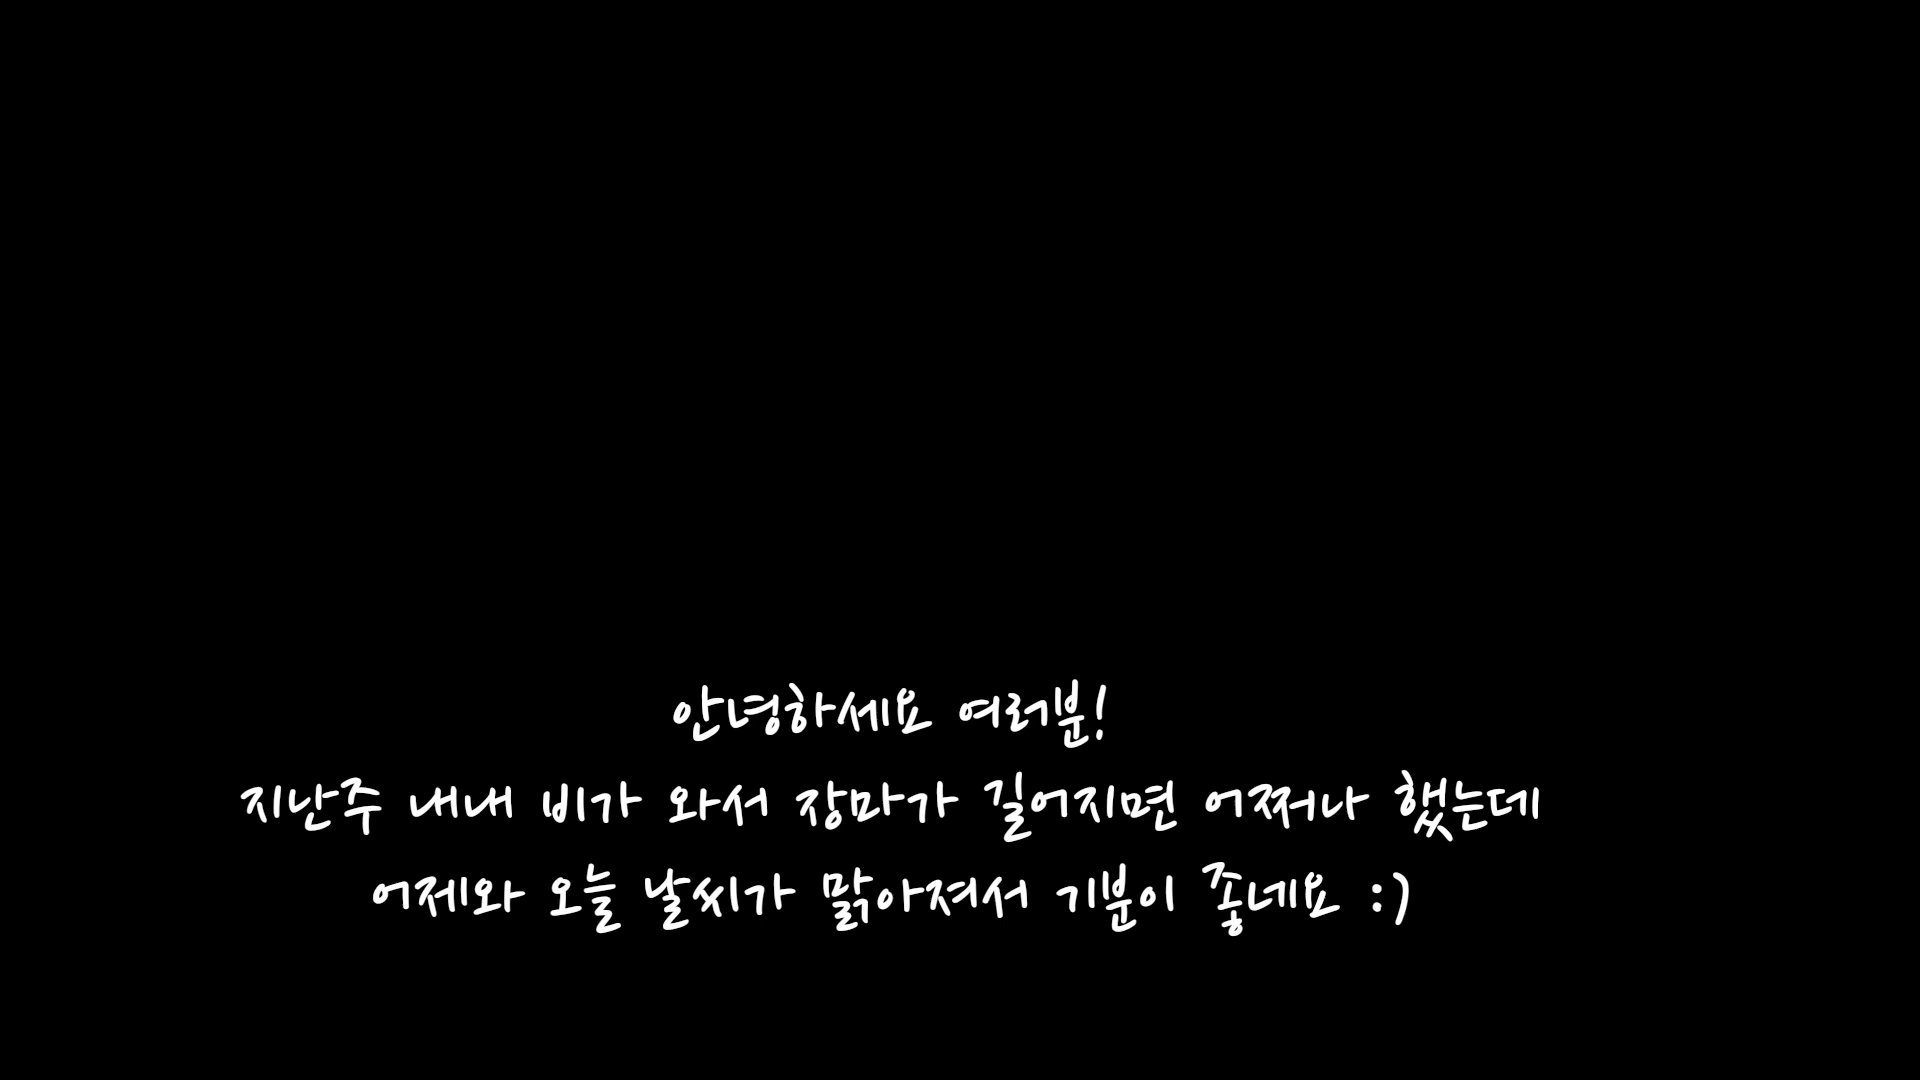 안녕하세요 여러분!
지난주 내내 비가 와서 장마가 길어지면 어쩌나 했는데
어제와 오늘 날씨가 맑아져서 기분이 좋네요 :)